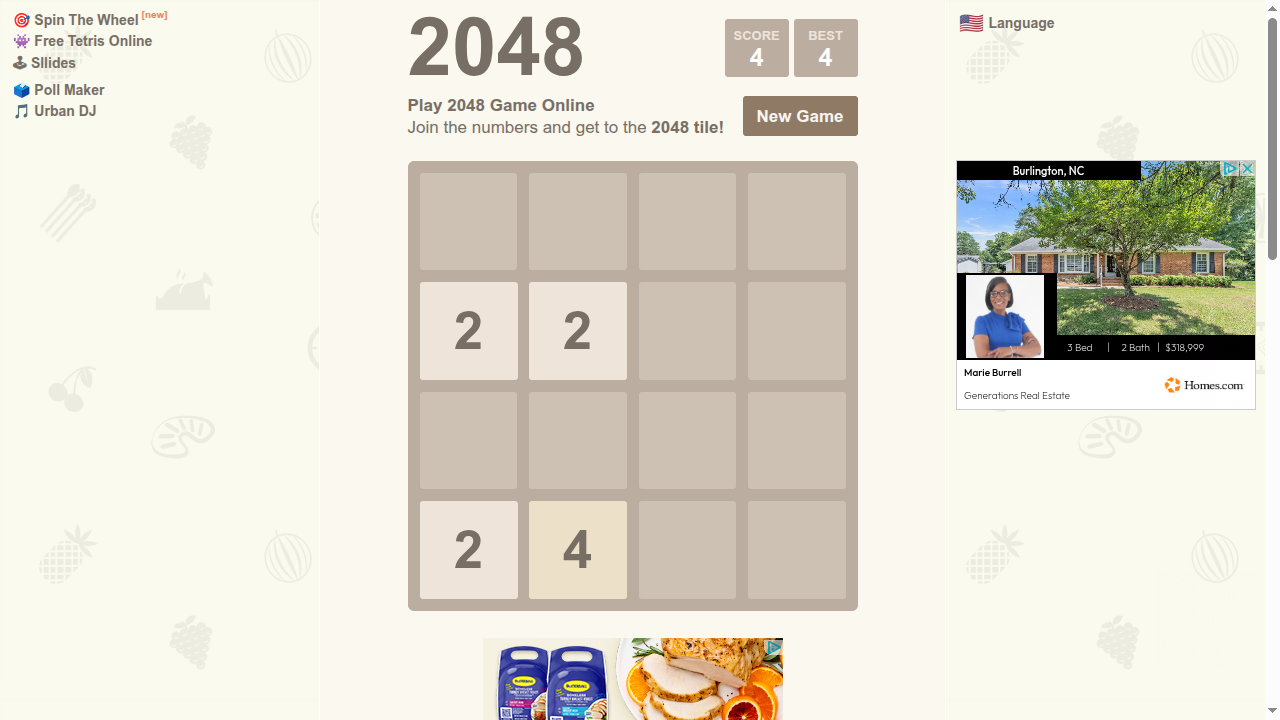 🎯 Spin The Wheel [new]
👾 Free Tetris Online
🕹 Sllides
🗳 Poll Maker
🎵 Urban DJ
2048
SCORE
4
BEST
4
Play 2048 Game Online
Join the numbers and get to the 2048 tile!
New Game
2 2
2 4
Language
Burlington, NC
3 Bed | 2 Bath | $318,999
Marie Burrell
Generations Real Estate
Homes.com